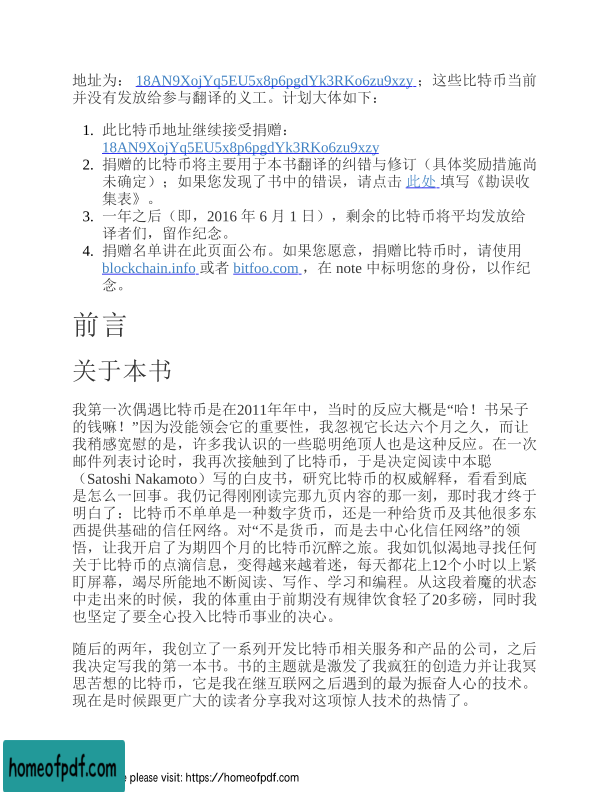 地址为： 18AN9XojYq5EU5x8p6pgdYk3RKo6zu9xzy ；这些比特币当前
并没有发放给参与翻译的义工。计划大体如下：
1. 此比特币地址继续接受捐赠：
18AN9XojYq5EU5x8p6pgdYk3RKo6zu9xzy
2. 捐赠的比特币将主要用于本书翻译的纠错与修订（具体奖励措施尚
未确定）；如果您发现了书中的错误，请点击 此处 填写《勘误收
集表》。
3. 一年之后（即，2016 年 6 月 1 日），剩余的比特币将平均发放给
译者们，留作纪念。
4. 捐赠名单讲在此页面公布。如果您愿意，捐赠比特币时，请使用
blockchain.info 或者 bitfoo.com ，在 note 中标明您的身份，以作纪
念。
前言
关于本书
我第一次偶遇比特币是在2011年年中，当时的反应大概是“哈！书呆子
的钱嘛！”因为没能领会它的重要性，我忽视它长达六个月之久，而让
我稍感宽慰的是，许多我认识的一些聪明绝顶人也是这种反应。在一次
邮件列表讨论时，我再次接触到了比特币，于是决定阅读中本聪
（Satoshi Nakamoto）写的白皮书，研究比特币的权威解释，看看到底
是怎么一回事。我仍记得刚刚读完那九页内容的那一刻，那时我才终于
明白了：比特币不单单是一种数字货币，还是一种给货币及其他很多东
西提供基础的信任网络。对“不是货币，而是去中心化信任网络”的领
悟，让我开启了为期四个月的比特币沉醉之旅。我如饥似渴地寻找任何
关于比特币的点滴信息，变得越来越着迷，每天都花上12个小时以上紧
盯屏幕，竭尽所能地不断阅读、写作、学习和编程。从这段着魔的状态
中走出来的时候，我的体重由于前期没有规律饮食轻了20多磅，同时我
也坚定了要全心投入比特币事业的决心。
随后的两年，我创立了一系列开发比特币相关服务和产品的公司，之后
我决定写我的第一本书。书的主题就是激发了我疯狂的创造力并让我冥
思苦想的比特币，它是我在继互联网之后遇到的最为振奋人心的技术。
现在是时候跟更广大的读者分享我对这项惊人技术的热情了。
homeofpdf.com
e please visit: https://homeofpdf.com